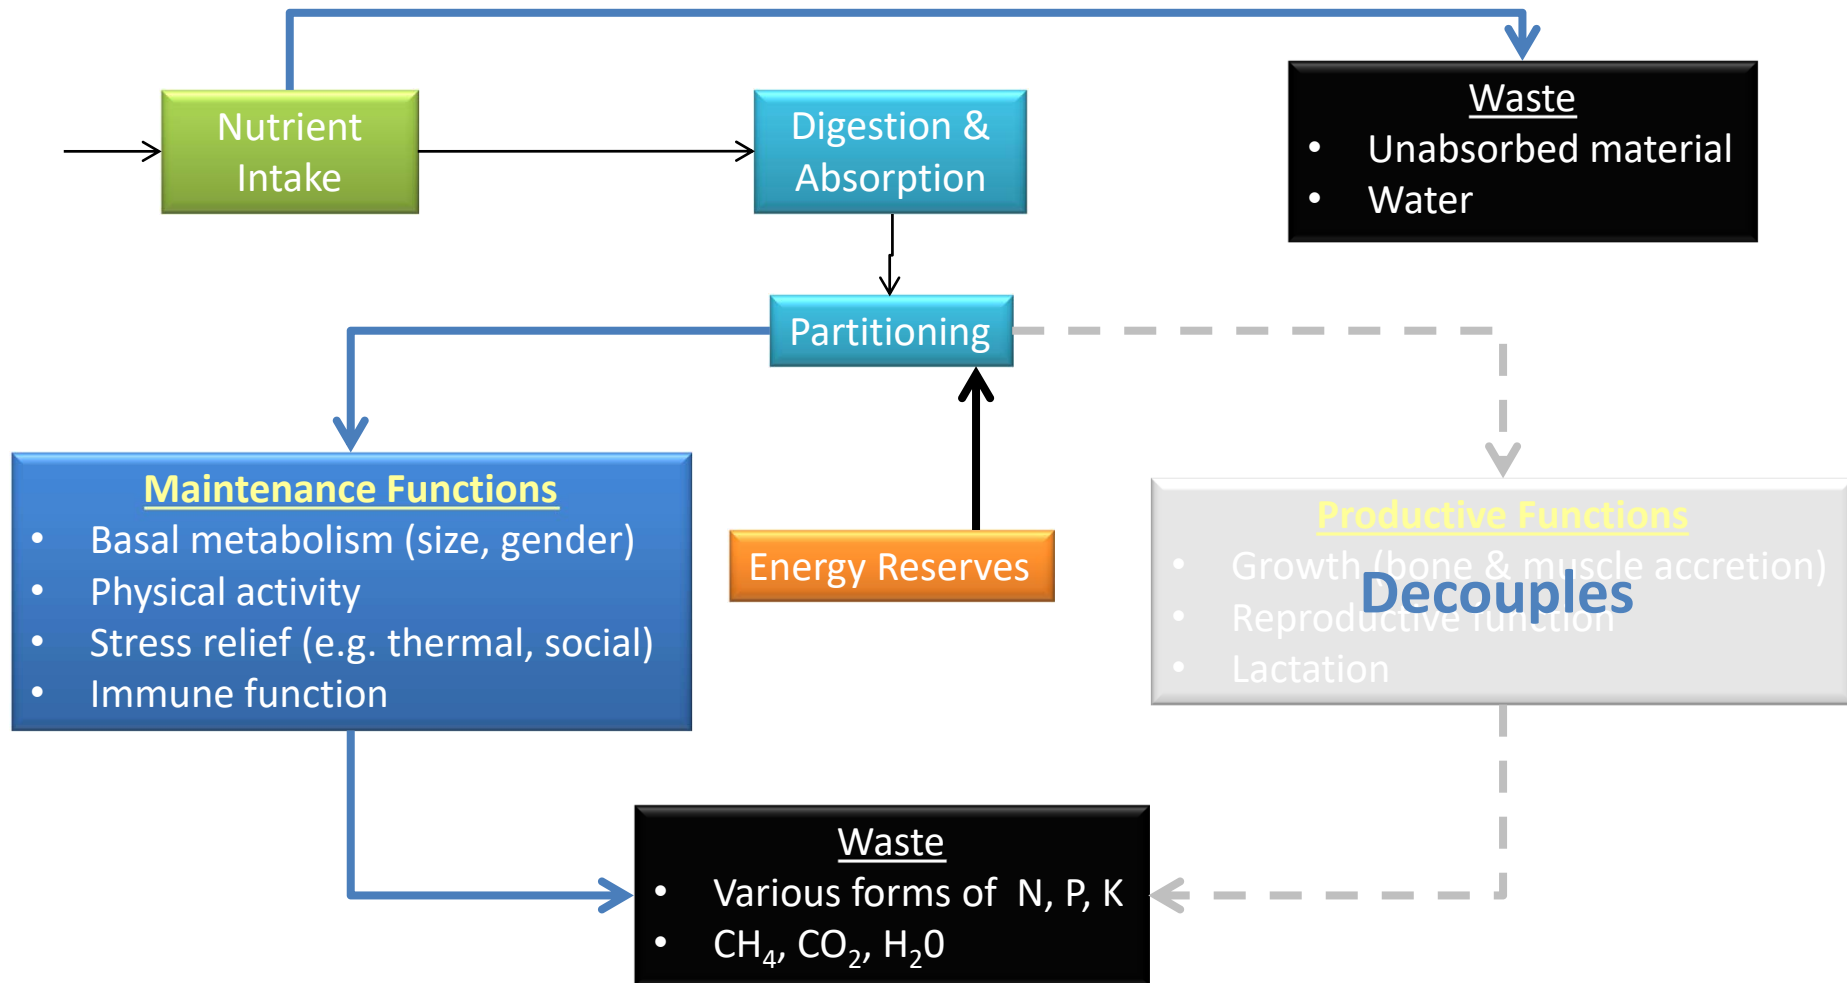 Nutrient
Intake
Digestion &
Absorption
Waste
• Unabsorbed material
• Water
Partitioning
Maintenance Functions
• Basal metabolism (size, gender)
• Physical activity
• Stress relief (e.g. thermal, social)
• Immune function
Energy Reserves
Productive Functions
• Growth (bone & muscle accretion)
Decouples
• Reproductive function
• Lactation
Waste
• Various forms of N, P, K
• CH₄, CO₂, H₂0